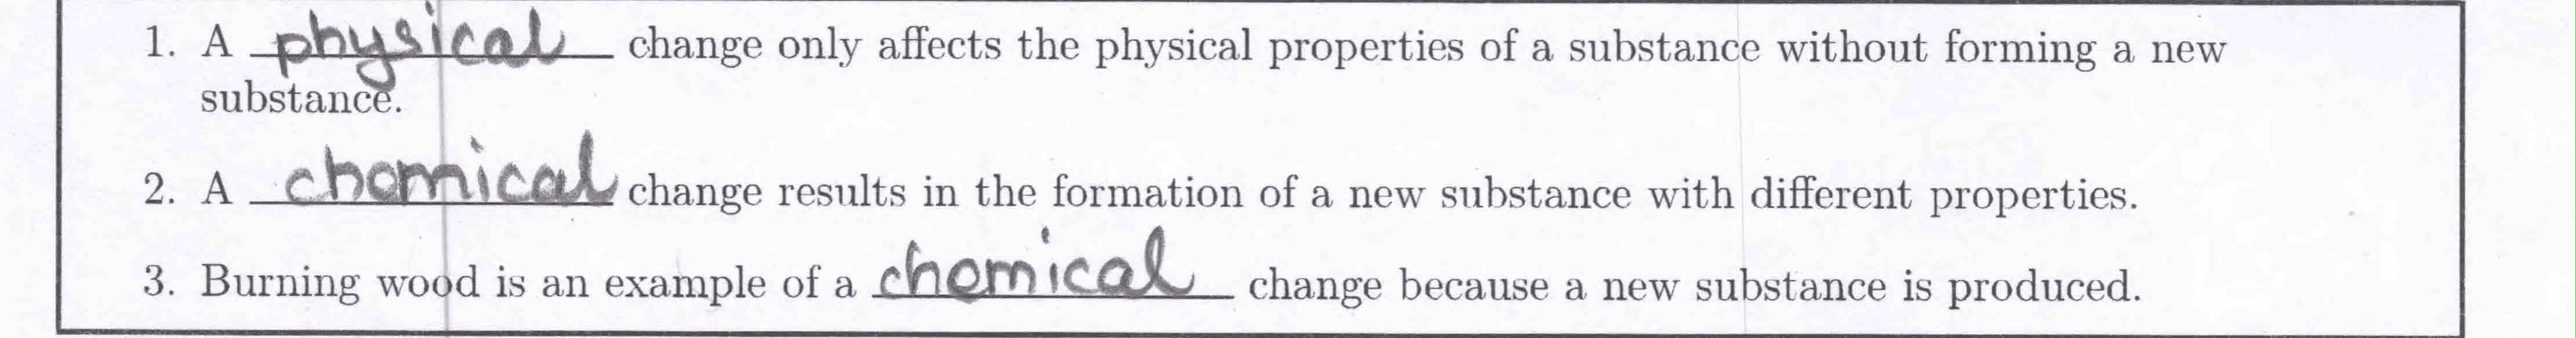 1. A physical change only affects the physical properties of a substance without forming a new
substance.
2. A chemical change results in the formation of a new substance with different properties.
3. Burning wood is an example of a chemical change because a new substance is produced.